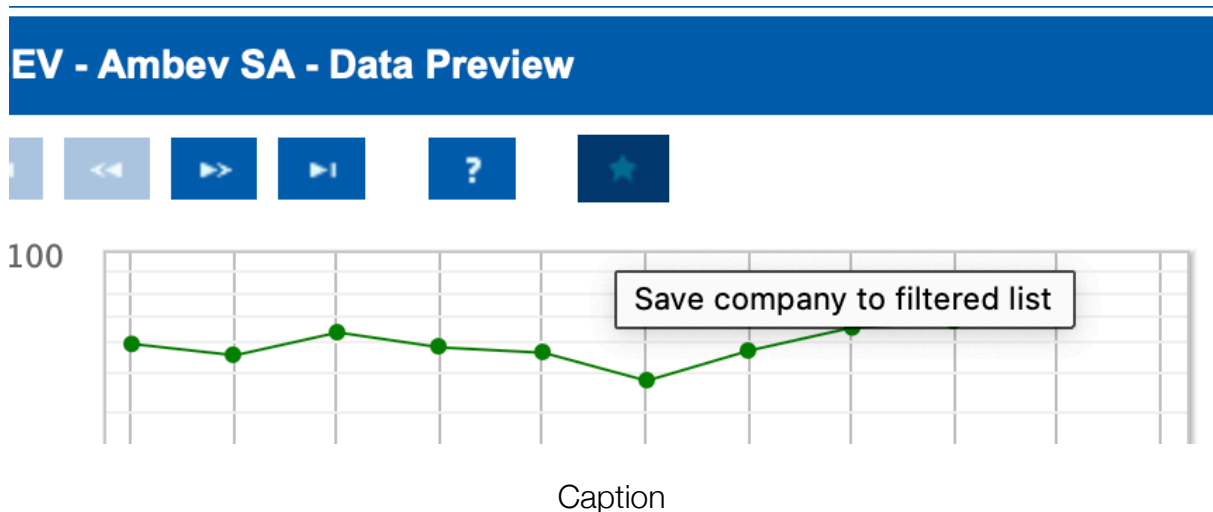 EV - Ambev SA - Data Preview
?
100
Save company to filtered list
Caption